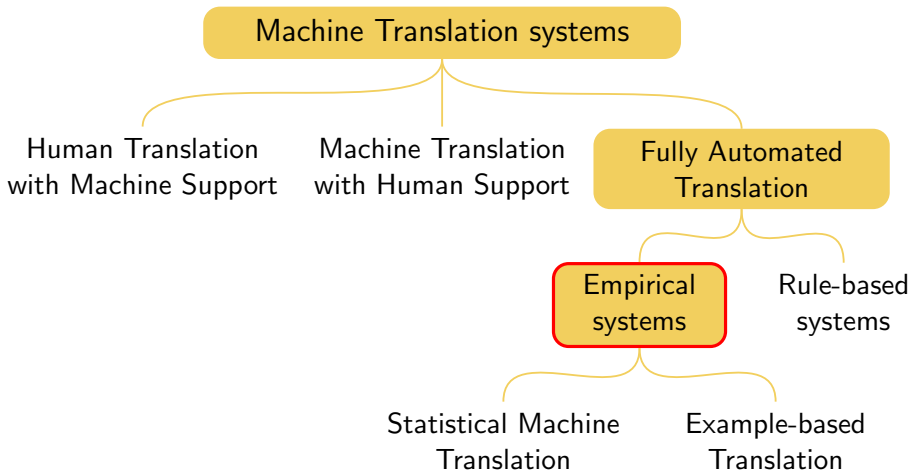 Machine Translation systems
Human Translation
with Machine Support
Machine Translation
with Human Support
Fully Automated
Translation
Empirical
systems
Rule-based
systems
Statistical Machine
Translation
Example-based
Translation